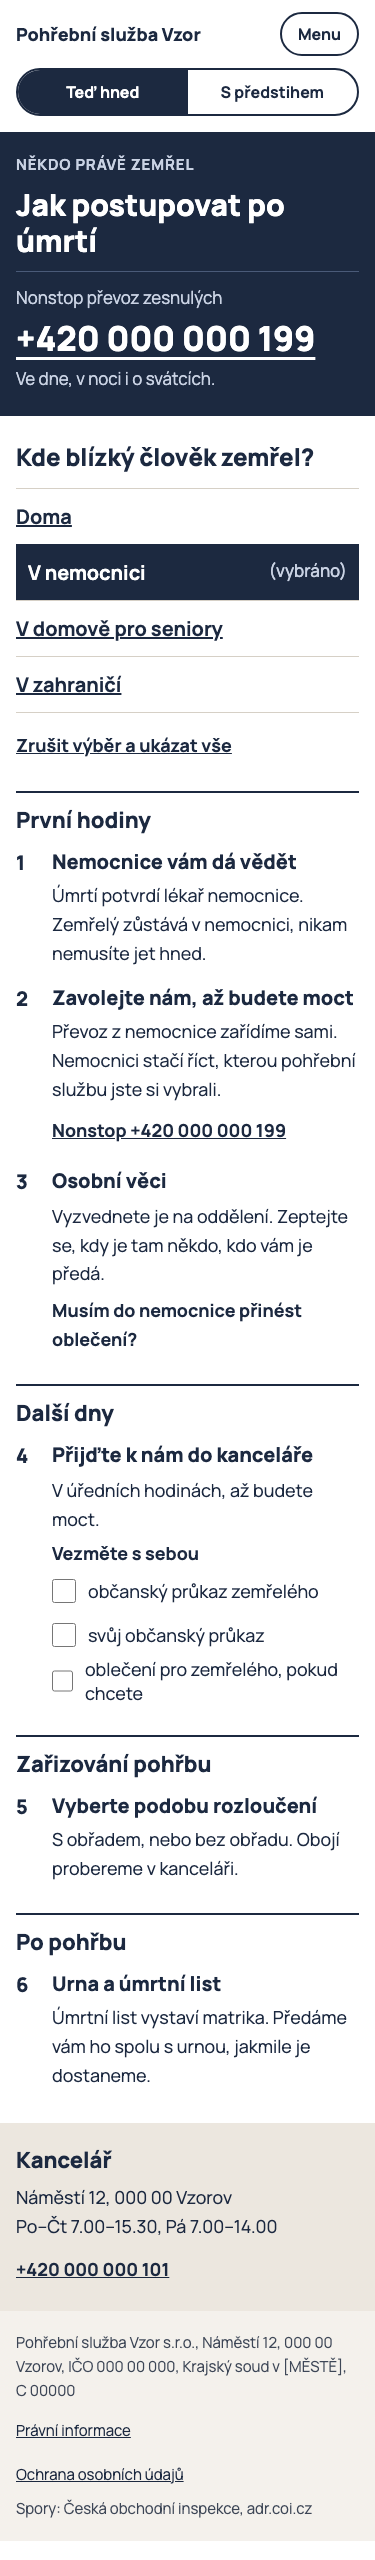 Pohřební služba Vzor
Menu
Teď hned
S předstihem
NĚKDO PRÁVĚ ZEMŘEL
Jak postupovat po
úmrtí
Nonstop převoz zesnulých
+420 000 000 199
Ve dne, v noci i o svátcích.
Kde blízký člověk zemřel?
Doma
V nemocnici (vybráno)
V domově pro seniory
V zahraničí
Zrušit výběr a ukázat vše
První hodiny
1 Nemocnice vám dá vědět
Úmrtí potvrdí lékař nemocnice.
Zemřelý zůstává v nemocnici, nikam
nemusíte jet hned.
2 Zavolejte nám, až budete moct
Převoz z nemocnice zařídíme sami.
Nemocnici stačí říct, kterou pohřební
službu jste si vybrali.
Nonstop +420 000 000 199
3 Osobní věci
Vyzvednete je na oddělení. Zeptejte
se, kdy je tam někdo, kdo vám je
předá.
Musím do nemocnice přinést
oblečení?
Další dny
4 Přijďte k nám do kanceláře
V úředních hodinách, až budete
moct.
Vezměte s sebou
občanský průkaz zemřelého
svůj občanský průkaz
oblečení pro zemřelého, pokud
chcete
Zařizování pohřbu
5 Vyberte podobu rozloučení
S obřadem, nebo bez obřadu. Obojí
probereme v kanceláři.
Po pohřbu
6 Urna a úmrtní list
Úmrtní list vystaví matrika. Předáme
vám ho spolu s urnou, jakmile je
dostaneme.
Kancelář
Náměstí 12, 000 00 Vzorov
Po–Čt 7.00–15.30, Pá 7.00–14.00
+420 000 000 101
Pohřební služba Vzor s.r.o., Náměstí 12, 000 00
Vzorov, IČO 000 00 000, Krajský soud v [MĚSTĚ],
C 00000
Právní informace
Ochrana osobních údajů
Spory: Česká obchodní inspekce, adr.coi.cz